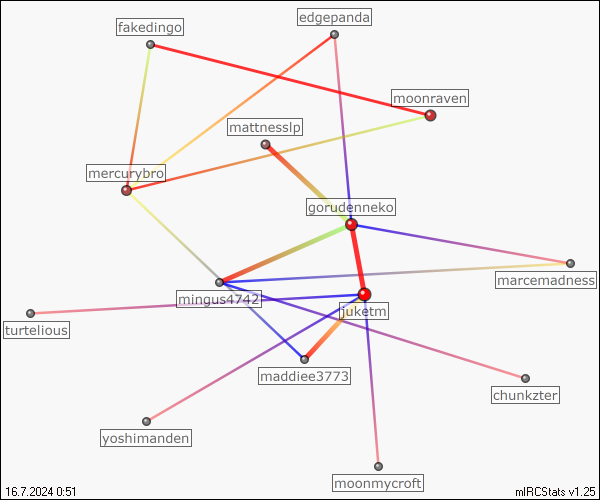 edgepanda
fakedingo
moonraven
mattnesslp
mercurybro
gorudenneko
marcemadness
mingus4742
juketm
turtelious
maddiee3773
chunkzter
yoshimanden
moonmycroft
16.7.2024 0:51
mIRCStats v1.25